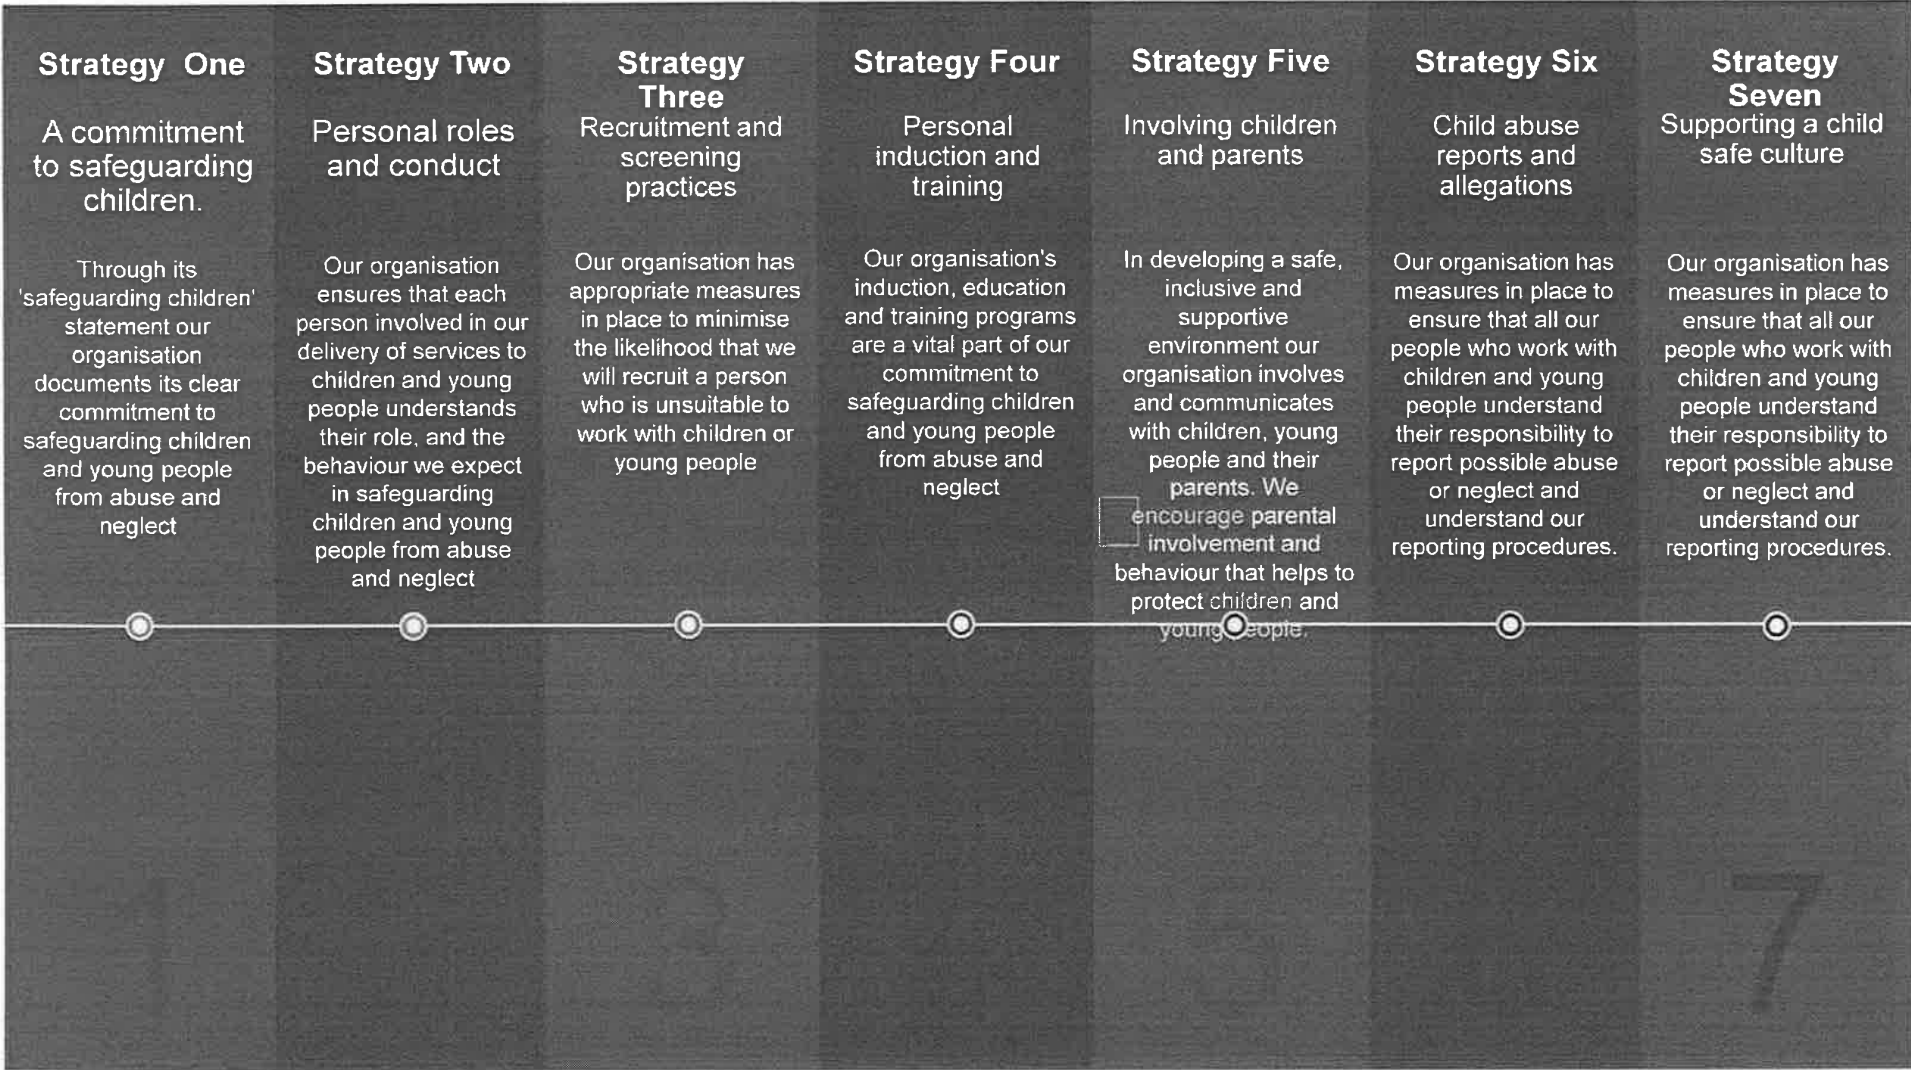 Strategy One
A commitment
to safeguarding
children.
Through its
'safeguarding children'
statement our
organisation
documents its clear
commitment to
safeguarding children
and young people
from abuse and
neglect
Strategy Two
Personal roles
and conduct
Our organisation
ensures that each
person involved in our
delivery of services to
children and young
people understands
their role, and the
behaviour we expect
in safeguarding
children and young
people from abuse
and neglect
Strategy
Three
Recruitment and
screening
practices
Our organisation has
appropriate measures
in place to minimise
the likelihood that we
will recruit a person
who is unsuitable to
work with children or
young people
Strategy Four
Personal
induction and
training
Our organisation's
induction, education
and training programs
are a vital part of our
commitment to
safeguarding children
and young people
from abuse and
neglect
Strategy Five
Involving children
and parents
In developing a safe,
inclusive and
supportive
environment our
organisation involves
and communicates
with children, young
people and their
parents. We
encourage parental
involvement and
behaviour that helps to
protect children and
young people.
Strategy Six
Child abuse
reports and
allegations
Our organisation has
measures in place to
ensure that all our
people who work with
children and young
people understand
their responsibility to
report possible abuse
or neglect and
understand our
reporting procedures.
Strategy
Seven
Supporting a child
safe culture
Our organisation has
measures in place to
ensure that all our
people who work with
children and young
people understand
their responsibility to
report possible abuse
or neglect and
understand our
reporting procedures.
1
3
7